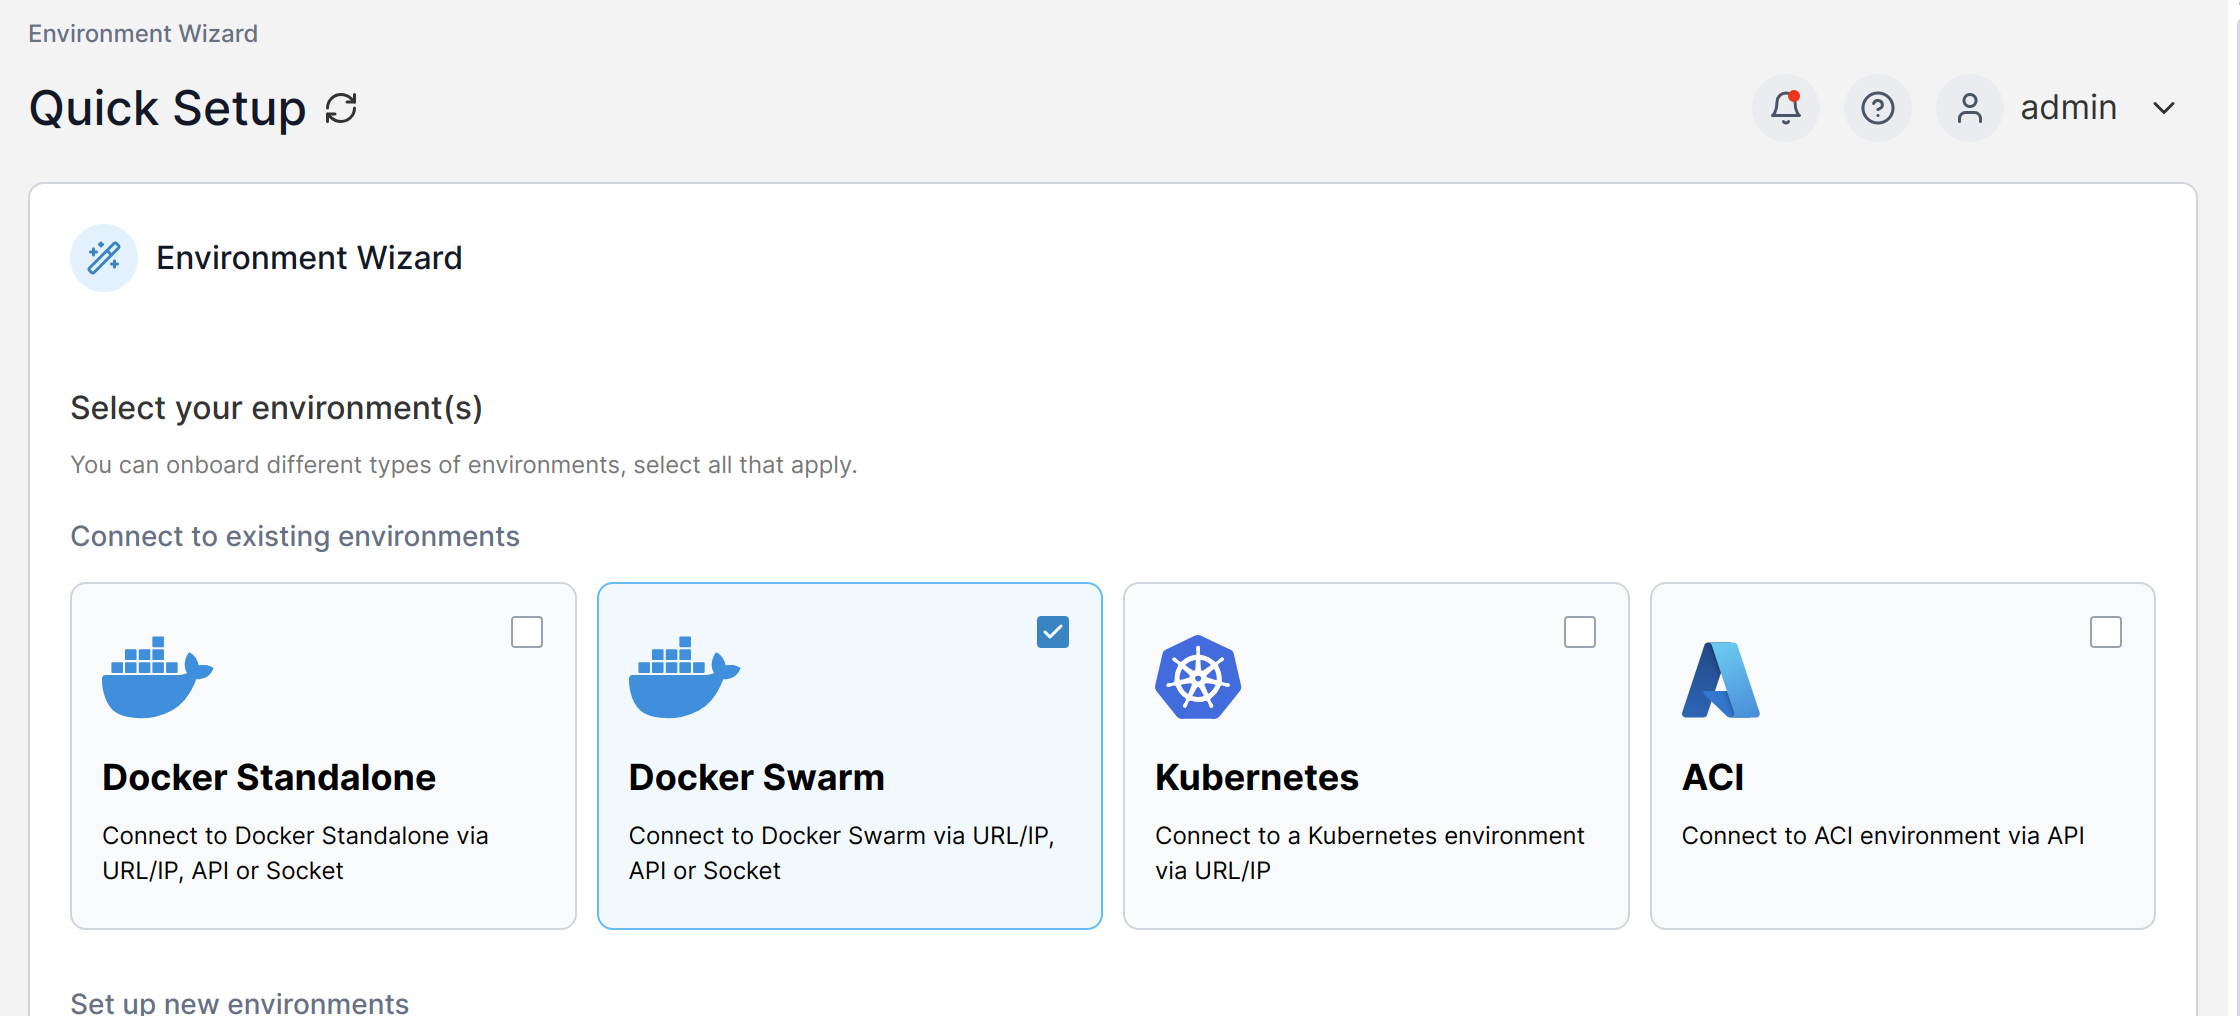 Environment Wizard
Quick Setup
admin
Environment Wizard
Select your environment(s)
You can onboard different types of environments, select all that apply.
Connect to existing environments
Docker Standalone
Connect to Docker Standalone via
URL/IP, API or Socket
Docker Swarm
Connect to Docker Swarm via URL/IP,
API or Socket
Kubernetes
Connect to a Kubernetes environment
via URL/IP
ACI
Connect to ACI environment via API
Set up new environments